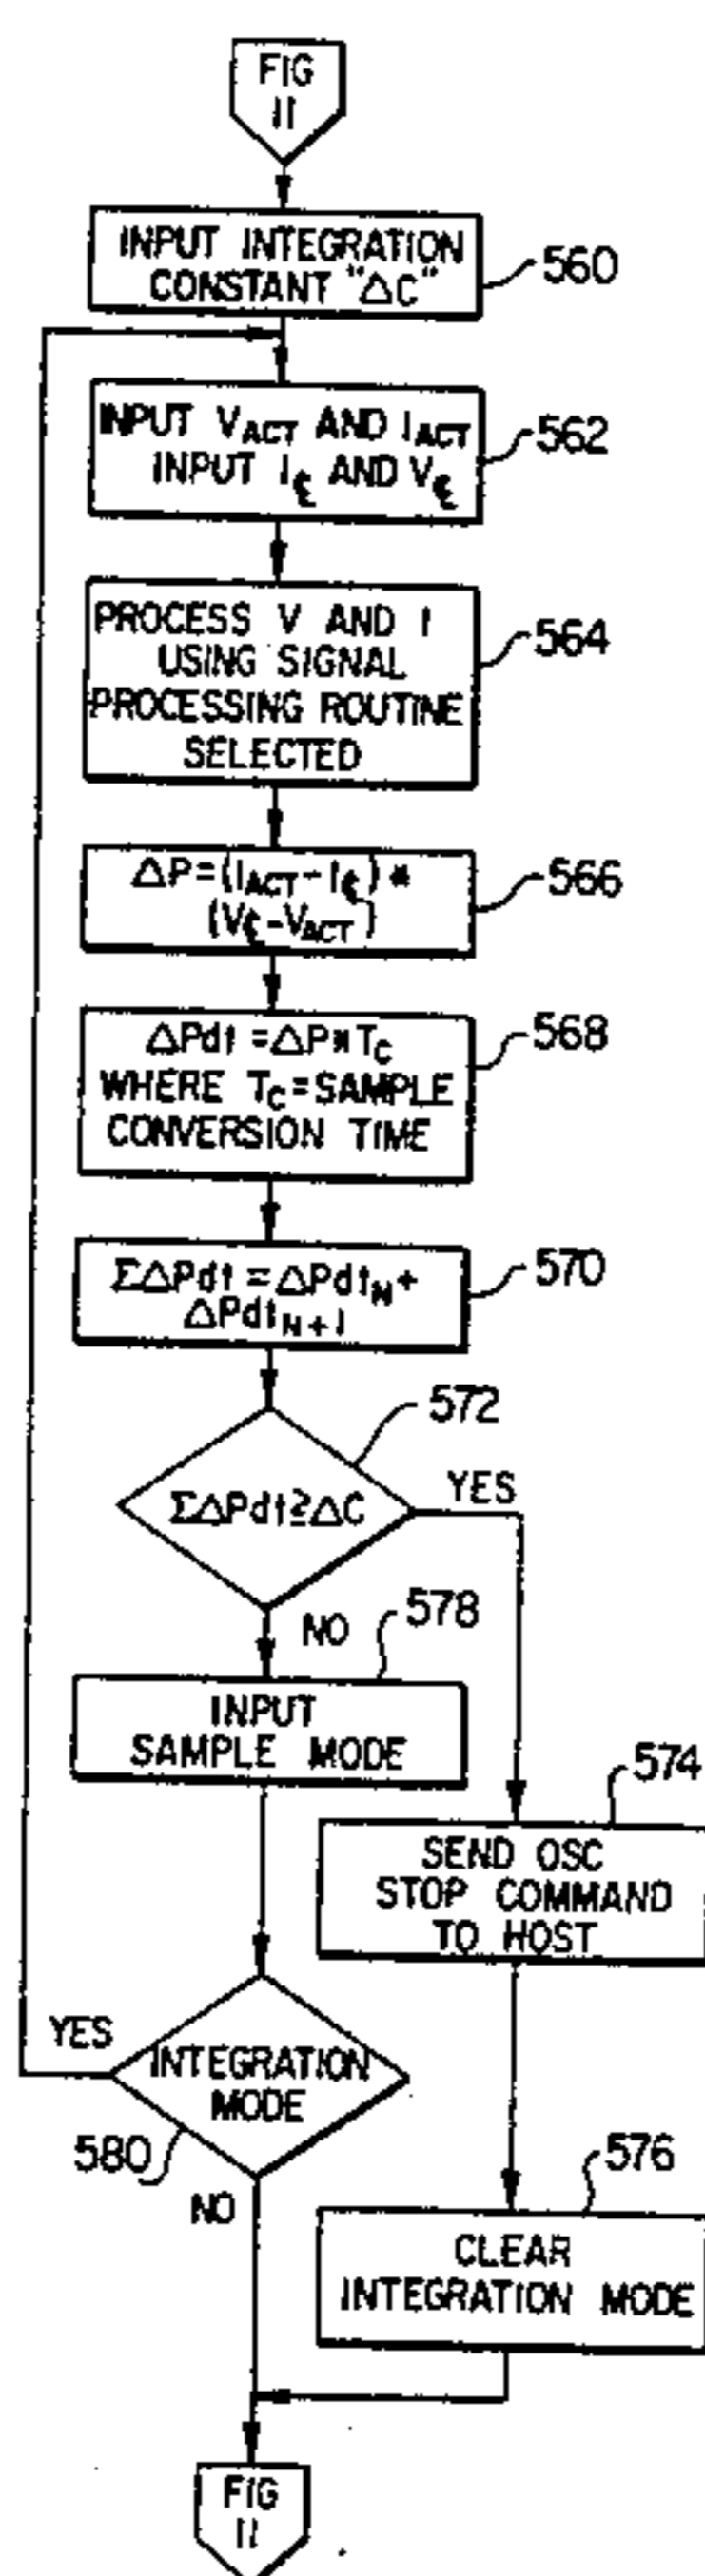 FIG
11
INPUT INTEGRATION
CONSTANT "ΔC"
560
INPUT VACT AND IACT
INPUT I℄ AND V℄
562
PROCESS V AND I
USING SIGNAL
PROCESSING ROUTINE
SELECTED
564
ΔP=(IACT-I℄)*
(V℄-VACT)
566
ΔPdt=ΔP*TC
WHERE TC=SAMPLE
CONVERSION TIME
568
ΣΔPdt=ΔPdtN+
ΔPdtN+1
570
572
ΣΔPdt≥ΔC
YES
NO
578
INPUT
SAMPLE MODE
574
SEND OSC
STOP COMMAND
TO HOST
YES
INTEGRATION
MODE
580
NO
576
CLEAR
INTEGRATION MODE
FIG
11